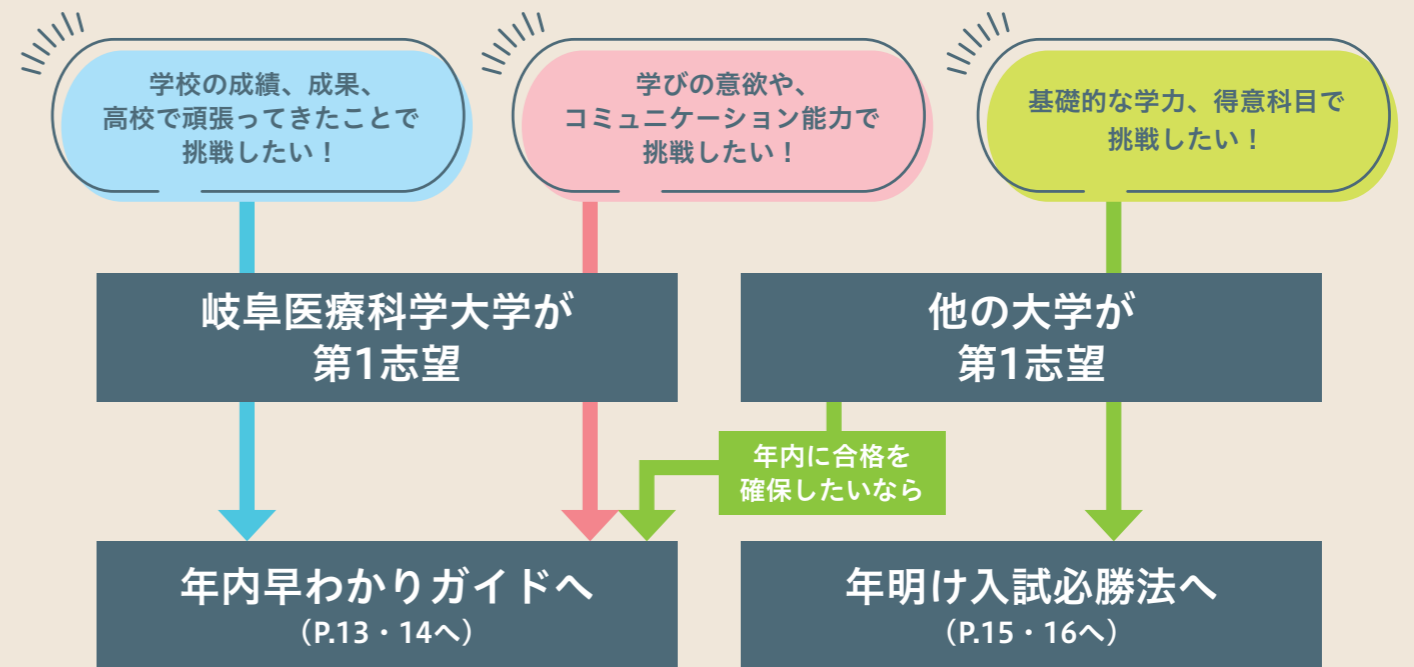 学校の成績、成果、
高校で頑張ってきたことで
挑戦したい！
学びの意欲や、
コミュニケーション能力で
挑戦したい！
基礎的な学力、得意科目で
挑戦したい！
岐阜医療科学大学が
第1志望
他の大学が
第1志望
年内に合格を
確保したいなら
年内早わかりガイドへ
（P.13・14へ）
年明け入試必勝法へ
（P.15・16へ）